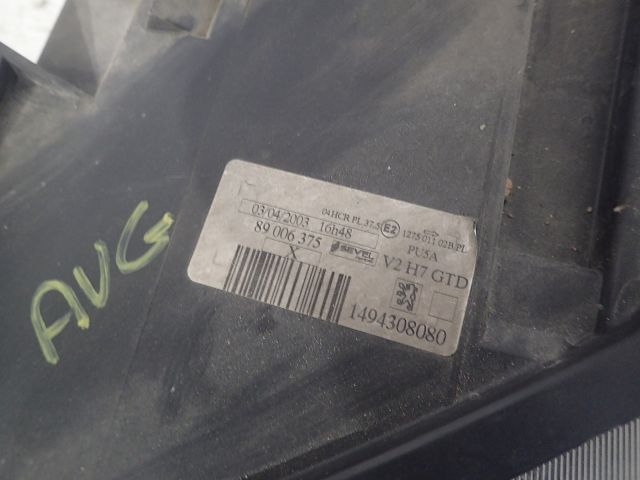 04HCR PL 37.5 E2 1275 011 02B PL
03/04/2003 16h48
PU5A
89 006 375 SEVEL
V2 H7 GTD
X
1494308080
AVG